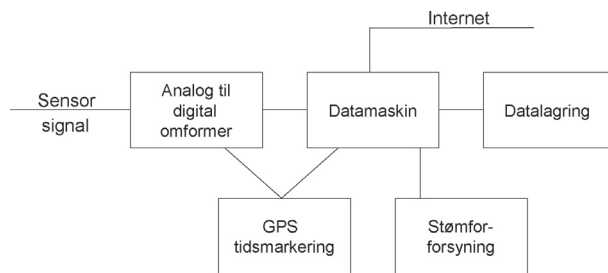 Internet
Sensor
signal
Analog til
digital
omformer
Datamaskin
Datalagring
GPS
tidsmarkering
Stømfor-
forsyning